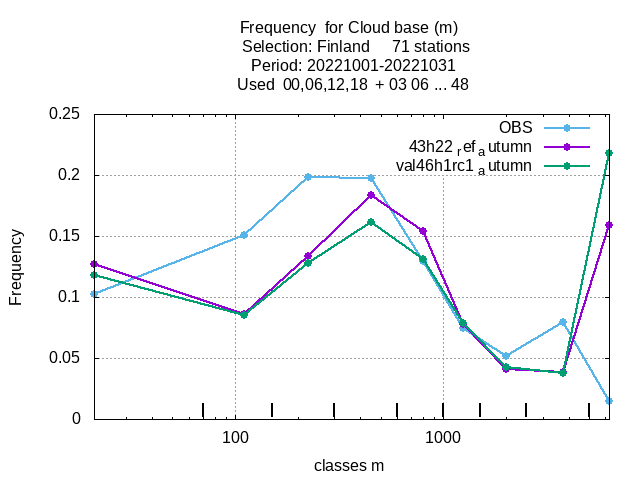 Frequency  for Cloud base (m)
Selection: Finland     71 stations
Period: 20221001-20221031
Used  00,06,12,18  + 03 06 ... 48
0.25
0.2
0.15
0.1
0.05
0
Frequency
OBS
43h22 ref a utumn
val46h1rc1 a utumn
100
1000
classes m